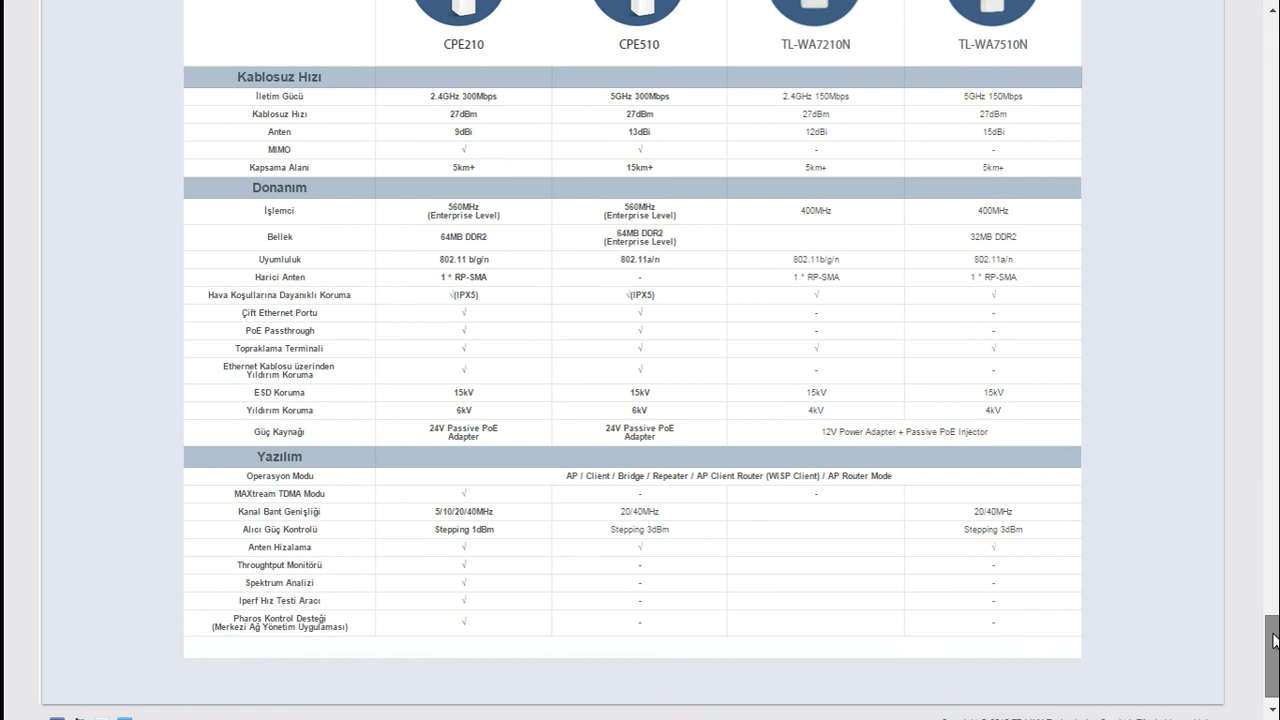 CPE210 CPE510 TL-WA7210N TL-WA7510N
Kablosuz Hızı
İletim Gücü 2.4GHz 300Mbps 5GHz 300Mbps 2.4GHz 150Mbps 5GHz 150Mbps
Kablosuz Hızı 27dBm 27dBm 27dBm 27dBm
Anten 9dBi 13dBi 12dBi 15dBi
MIMO √ √ - -
Kapsama Alanı 5km+ 15km+ 5km+ 5km+
Donanım
İşlemci 560MHz (Enterprise Level) 560MHz (Enterprise Level) 400MHz 400MHz
Bellek 64MB DDR2 64MB DDR2 (Enterprise Level) 32MB DDR2
Uyumluluk 802.11 b/g/n 802.11a/n 802.11b/g/n 802.11a/n
Harici Anten 1 * RP-SMA - 1 * RP-SMA 1 * RP-SMA
Hava Koşullarına Dayanıklı Koruma √(IPX5) √(IPX5) √ √
Çift Ethernet Portu √ √ - -
PoE Passthrough √ √ - -
Topraklama Terminali √ √ √ √
Ethernet Kablosu üzerinden
Yıldırım Koruma √ √ - -
ESD Koruma 15kV 15kV 15kV 15kV
Yıldırım Koruma 6kV 6kV 4kV 4kV
Güç Kaynağı 24V Passive PoE Adapter 24V Passive PoE Adapter 12V Power Adapter + Passive PoE Injector
Yazılım
Operasyon Modu AP / Client / Bridge / Repeater / AP Client Router (WISP Client) / AP Router Mode
MAXtream TDMA Modu √ - -
Kanal Bant Genişliği 5/10/20/40MHz 20/40MHz 20/40MHz
Alıcı Güç Kontrolü Stepping 1dBm Stepping 3dBm Stepping 3dBm
Anten Hizalama √ √ √
Throughtput Monitörü √ - -
Spektrum Analizi √ - -
Iperf Hız Testi Aracı √ - -
Pharos Kontrol Desteği
(Merkezi Ağ Yönetim Uygulaması) √ - -